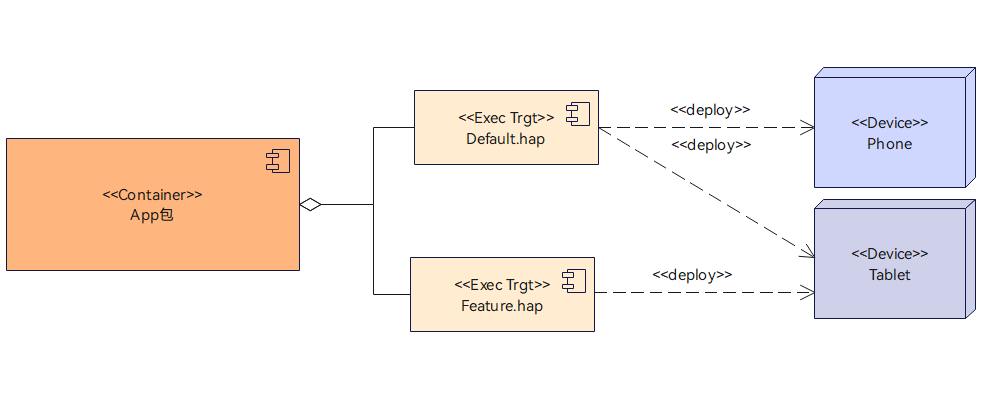 <<Container>>
App包
<<Exec Trgt>>
Default.hap
<<Exec Trgt>>
Feature.hap
<<deploy>>
<<deploy>>
<<deploy>>
<<Device>>
Phone
<<Device>>
Tablet